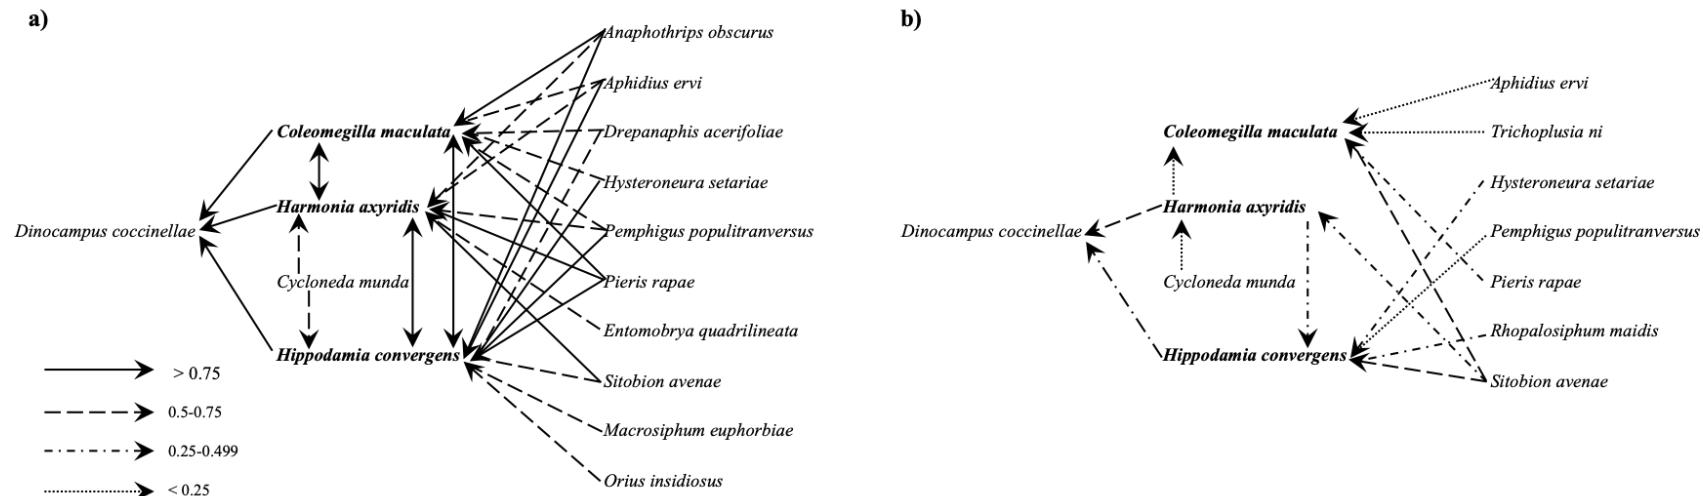 a)
Anaphothrips obscurus
Aphidius ervi
Drepanaphis acerifoliae
Hysteroneura setariae
Pemphigus populitranversus
Pieris rapae
Entomobrya quadrilineata
Sitobion avenae
Macrosiphum euphorbiae
Orius insidiosus
Coleomegilla maculata
Harmonia axyridis
Dinocampus coccinellae
Cycloneda munda
Hippodamia convergens
> 0.75
0.5-0.75
0.25-0.499
< 0.25
b)
Aphidius ervi
Trichoplusia ni
Hysteroneura setariae
Pemphigus populitranversus
Pieris rapae
Rhopalosiphum maidis
Sitobion avenae
Coleomegilla maculata
Harmonia axyridis
Dinocampus coccinellae
Cycloneda munda
Hippodamia convergens